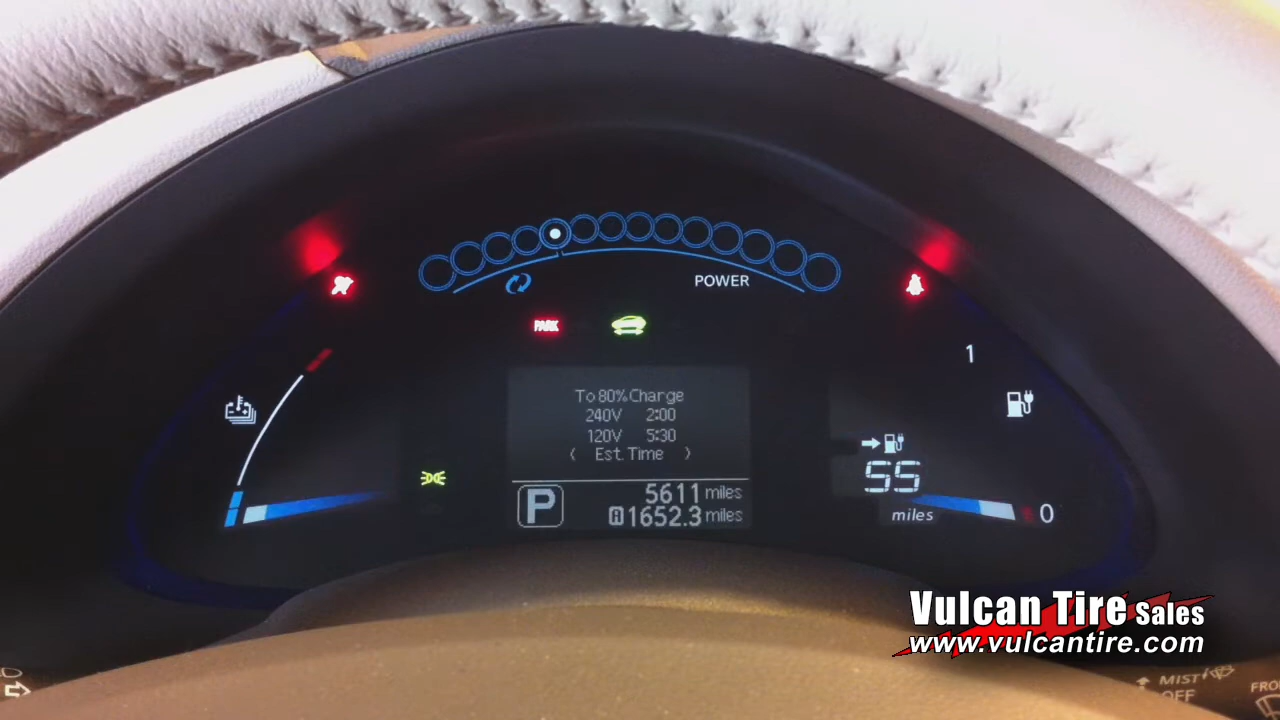 POWER
PARK
To 80% Charge
240V 2:00
120V 5:30
< Est. Time >
P
5611 miles
A 1652.3 miles
1
55
miles
0
Vulcan Tire Sales
www.vulcantire.com
MIST
OFF
FRO